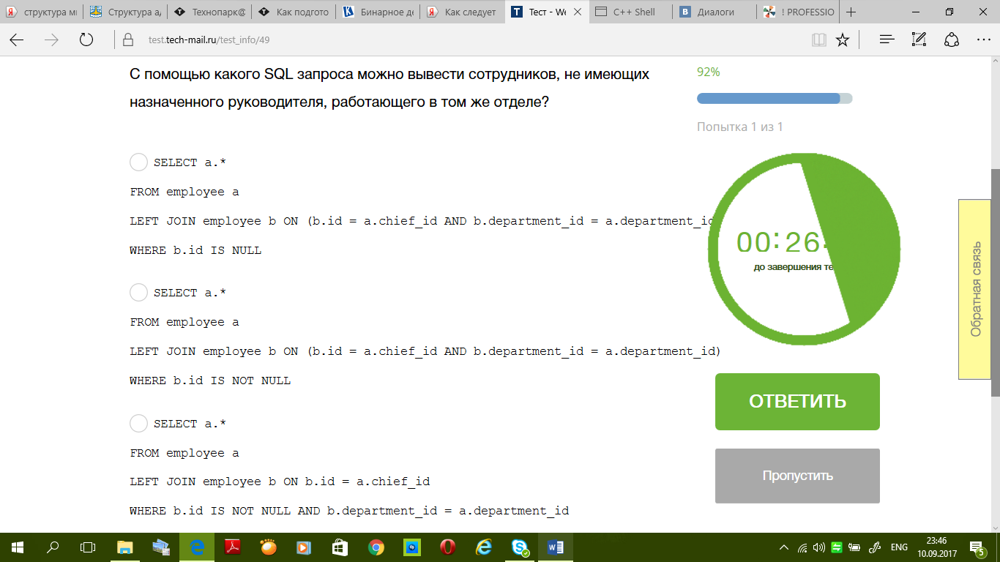 структура мі
Структура а
Технопарк@
Как подгото
Бинарное де
Как следует
Тест - We
C++ Shell
Диалоги
! PROFESSIO
test.tech-mail.ru/test_info/49
С помощью какого SQL запроса можно вывести сотрудников, не имеющих
назначенного руководителя, работающего в том же отделе?
92%
Попытка 1 из 1
SELECT a.*
FROM employee a
LEFT JOIN employee b ON (b.id = a.chief_id AND b.department_id = a.department_id
WHERE b.id IS NULL
00:26:
до завершения те
SELECT a.*
FROM employee a
LEFT JOIN employee b ON (b.id = a.chief_id AND b.department_id = a.department_id)
WHERE b.id IS NOT NULL
SELECT a.*
FROM employee a
LEFT JOIN employee b ON b.id = a.chief_id
WHERE b.id IS NOT NULL AND b.department_id = a.department_id
ОТВЕТИТЬ
Пропустить
Обратная связь
ENG
23:46
10.09.2017
5